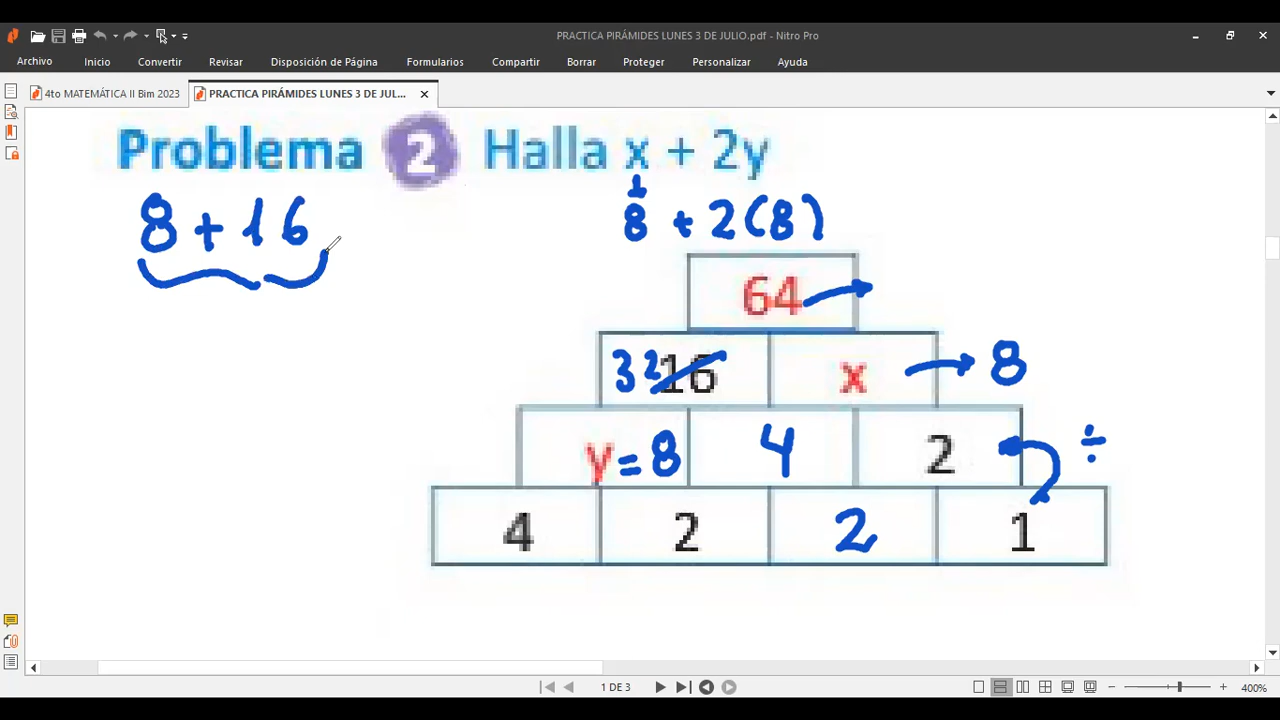 PRACTICA PIRÁMIDES LUNES 3 DE JULIO.pdf - Nitro Pro
Archivo Inicio Convertir Revisar Disposición de Página Formularios Compartir Borrar Proteger Personalizar Ayuda
4to MATEMÁTICA II Bim 2023 PRACTICA PIRÁMIDES LUNES 3 DE JUL...
Problema 2 Halla x + 2y
8 + 16 8 + 2(8)
64
32 16 x 8
y = 8 4 2 ÷
4 2 2 1
1 DE 3 400%